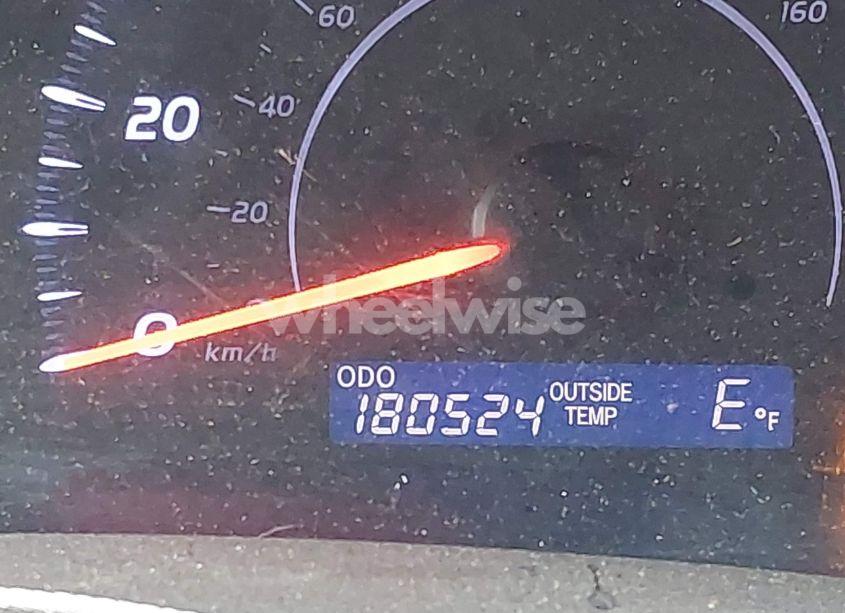 60
160
20
40
20
0
wheelwise
km/h
ODO
180524
OUTSIDE
TEMP
E °F